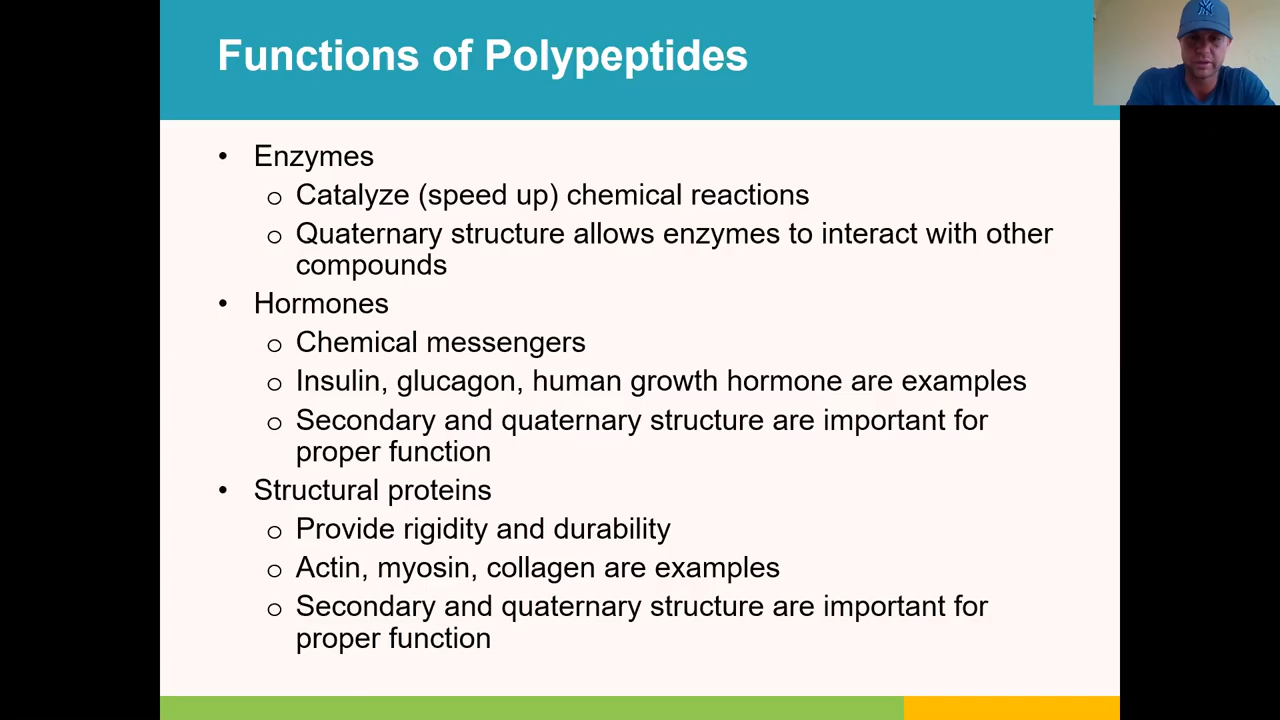 Functions of Polypeptides
• Enzymes
o Catalyze (speed up) chemical reactions
o Quaternary structure allows enzymes to interact with other
compounds
• Hormones
o Chemical messengers
o Insulin, glucagon, human growth hormone are examples
o Secondary and quaternary structure are important for
proper function
• Structural proteins
o Provide rigidity and durability
o Actin, myosin, collagen are examples
o Secondary and quaternary structure are important for
proper function